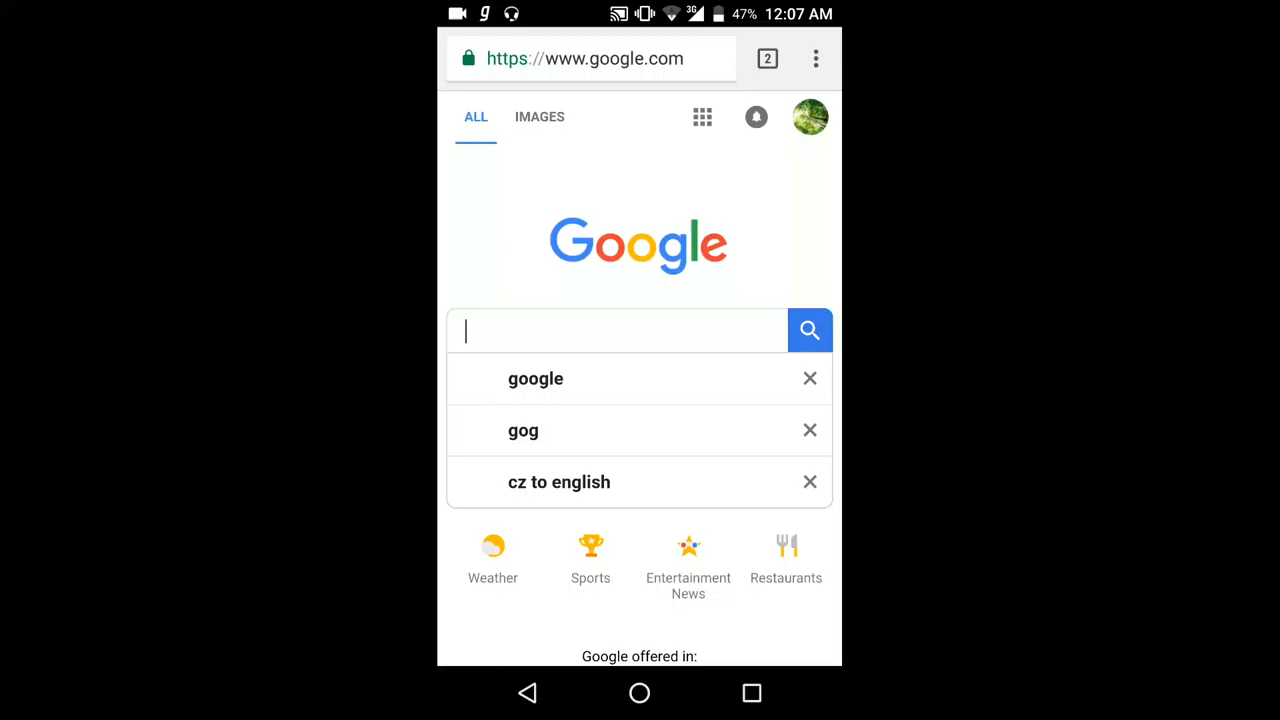 g 3G 47% 12:07 AM
https://www.google.com 2
ALL IMAGES
Google
google
gog
cz to english
Weather Sports Entertainment News Restaurants
Google offered in: